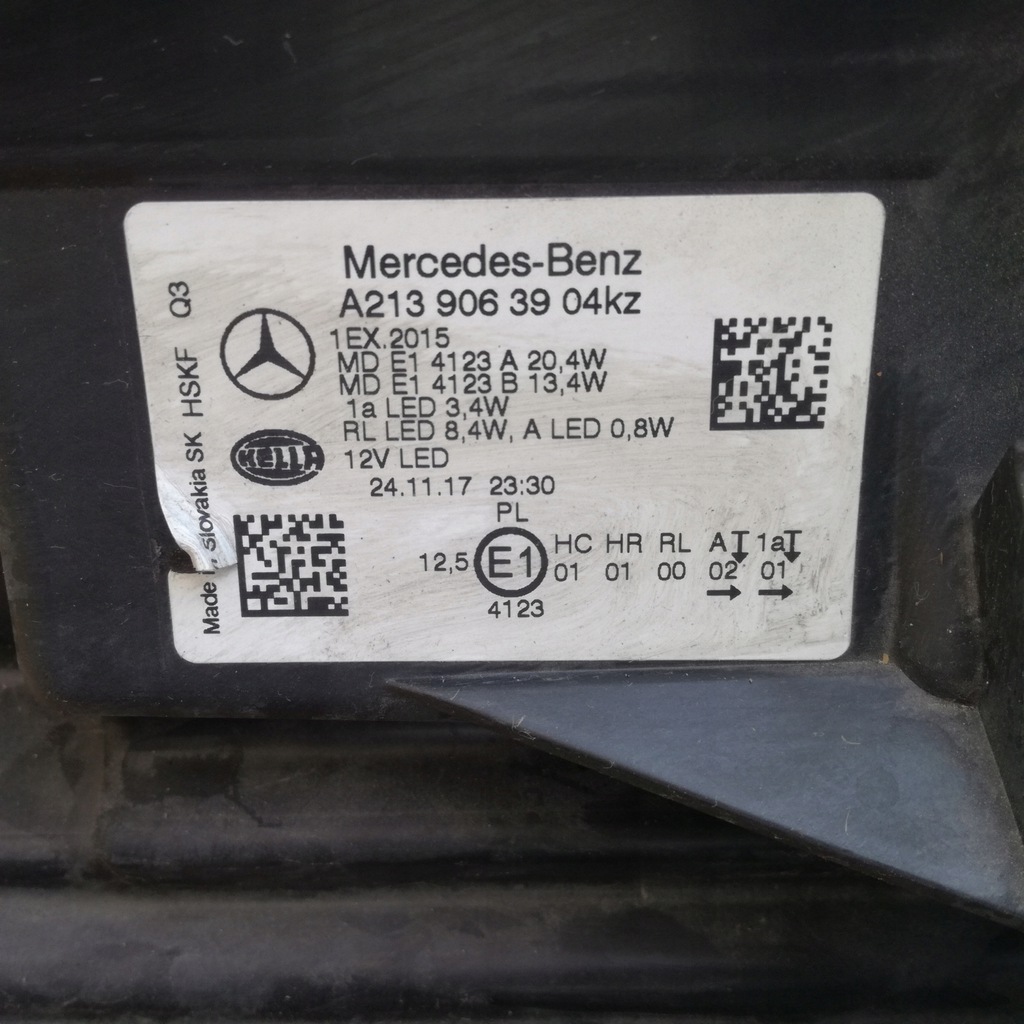 Mercedes-Benz
A213 906 39 04kz
1EX.2015
MD E1 4123 A 20,4W
MD E1 4123 B 13,4W
1a LED 3,4W
RL LED 8,4W, A LED 0,8W
12V LED
24.11.17 23:30
PL
12,5 E1 HC HR RL A 1a
01 01 00 02 01
4123
HELLA
Made Slovakia SK HSKF Q3